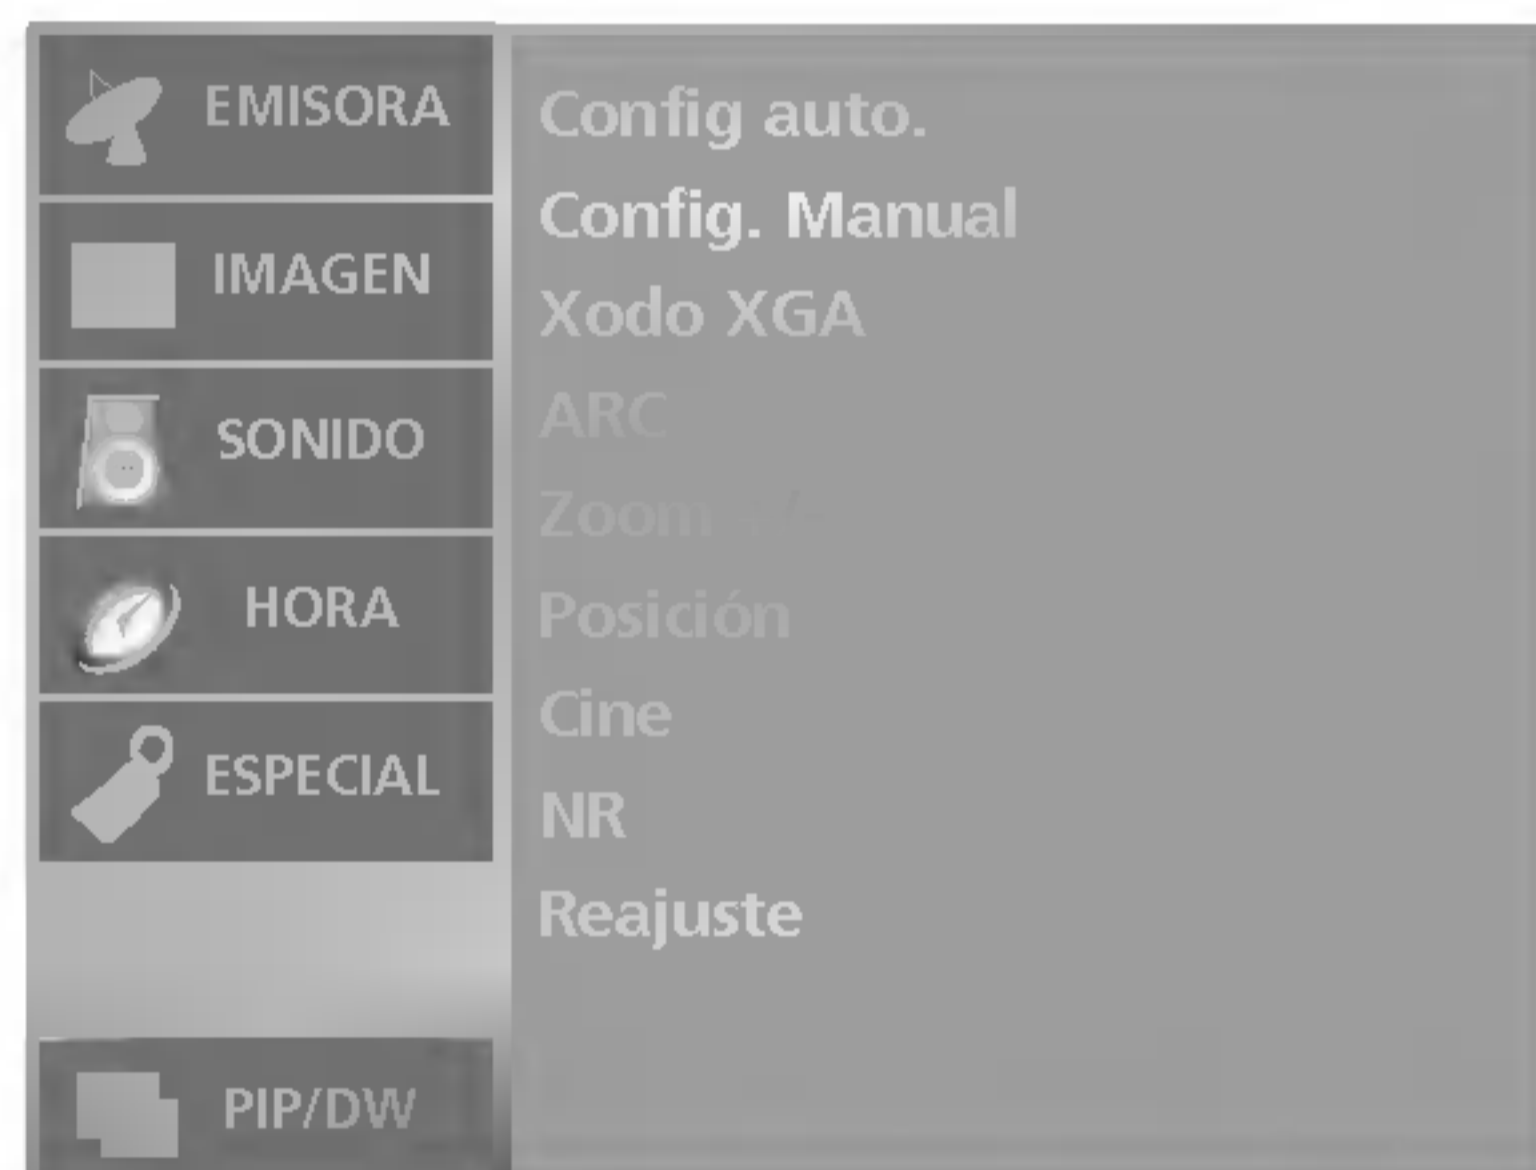 EMISORA
IMAGEN
SONIDO
HORA
ESPECIAL
PIP/DW
Config auto.
Config. Manual
Xodo XGA
ARC
Zoom
Posición
Cine
NR
Reajuste